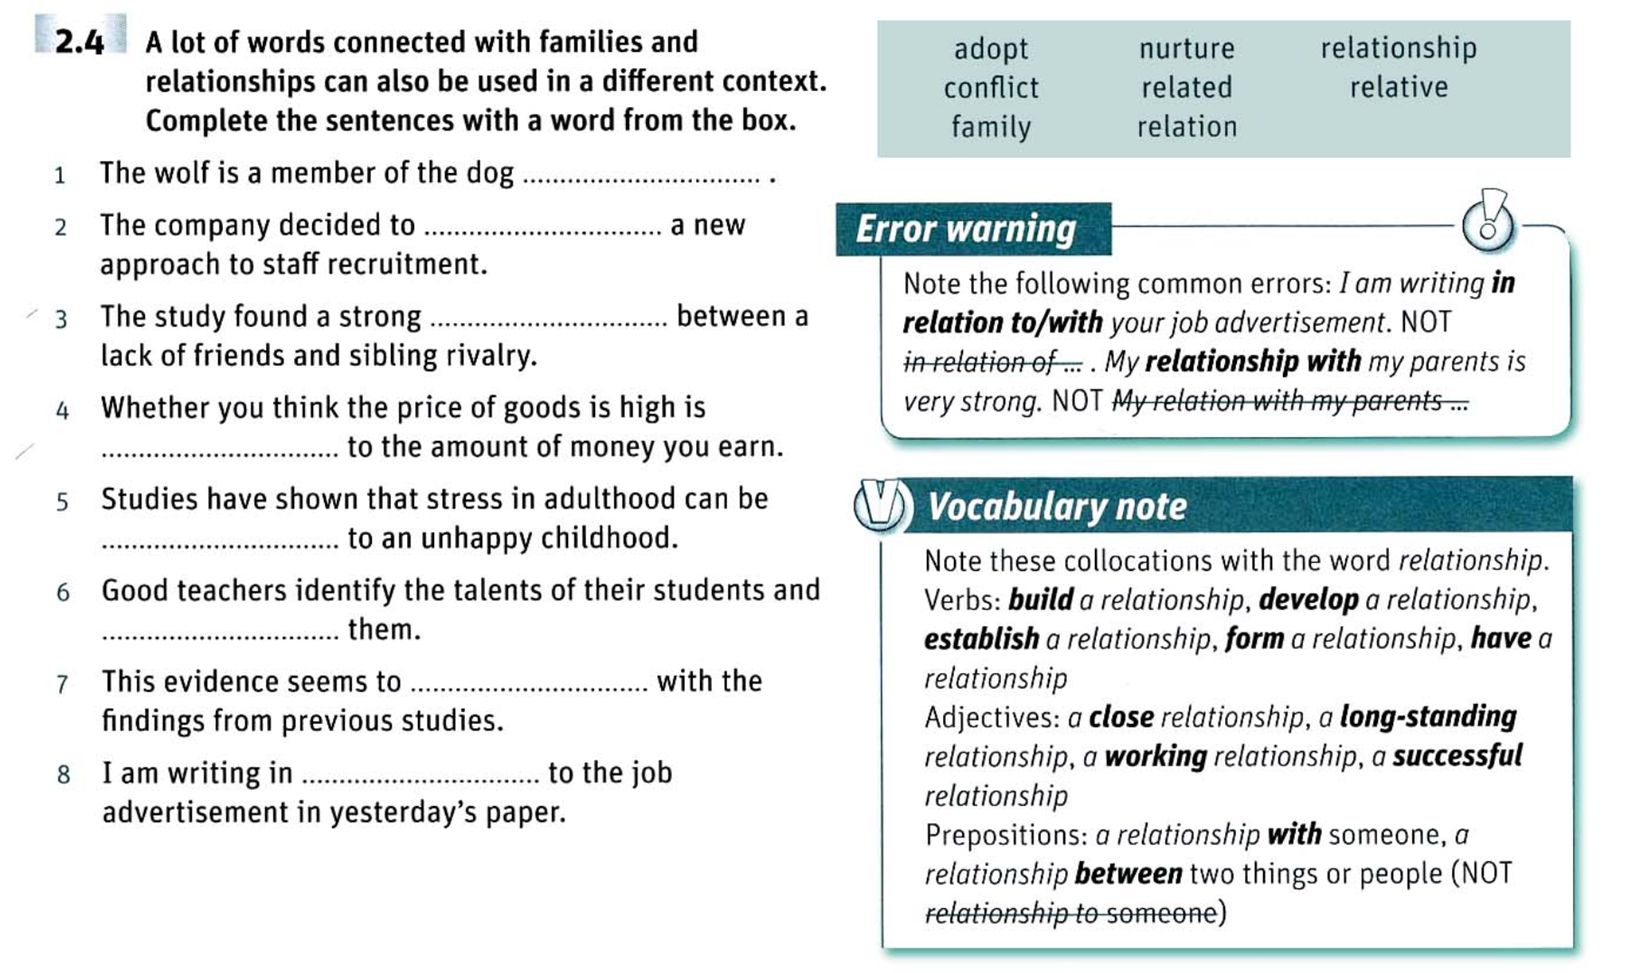 2.4 A lot of words connected with families and
relationships can also be used in a different context.
Complete the sentences with a word from the box.
1 The wolf is a member of the dog ................................ .
2 The company decided to ................................ a new
approach to staff recruitment.
3 The study found a strong ................................ between a
lack of friends and sibling rivalry.
4 Whether you think the price of goods is high is
................................ to the amount of money you earn.
5 Studies have shown that stress in adulthood can be
................................ to an unhappy childhood.
6 Good teachers identify the talents of their students and
................................ them.
7 This evidence seems to ................................ with the
findings from previous studies.
8 I am writing in ................................ to the job
advertisement in yesterday's paper.
adopt nurture relationship
conflict related relative
family relation
Error warning
Note the following common errors: I am writing in
relation to/with your job advertisement. NOT
in relation of ... . My relationship with my parents is
very strong. NOT My relation with my parents ...
V Vocabulary note
Note these collocations with the word relationship.
Verbs: build a relationship, develop a relationship,
establish a relationship, form a relationship, have a
relationship
Adjectives: a close relationship, a long-standing
relationship, a working relationship, a successful
relationship
Prepositions: a relationship with someone, a
relationship between two things or people (NOT
relationship to someone)